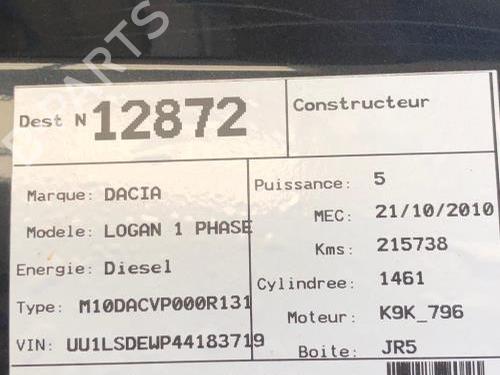 Dest N 12872
Constructeur
Marque: DACIA
Modele: LOGAN 1 PHASE
Energie: Diesel
Type: M10DACVP000R131
VIN: UU1LSDEWP44183719
Puissance: 5
MEC: 21/10/2010
Kms: 215738
Cylindree: 1461
Moteur: K9K_796
Boite: JR5
PARTS